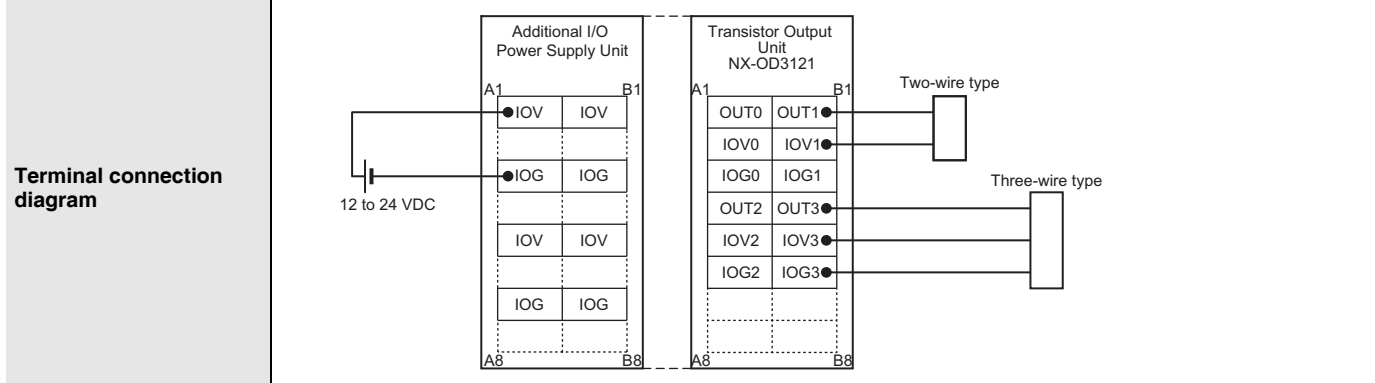 Terminal connection
diagram
Additional I/O
Power Supply Unit
A1
B1
IOV IOV
IOG IOG
IOV IOV
IOG IOG
A8
B8
12 to 24 VDC
Transistor Output
Unit
NX-OD3121
A1
B1
OUT0 OUT1
IOV0 IOV1
IOG0 IOG1
OUT2 OUT3
IOV2 IOV3
IOG2 IOG3
A8
B8
Two-wire type
Three-wire type